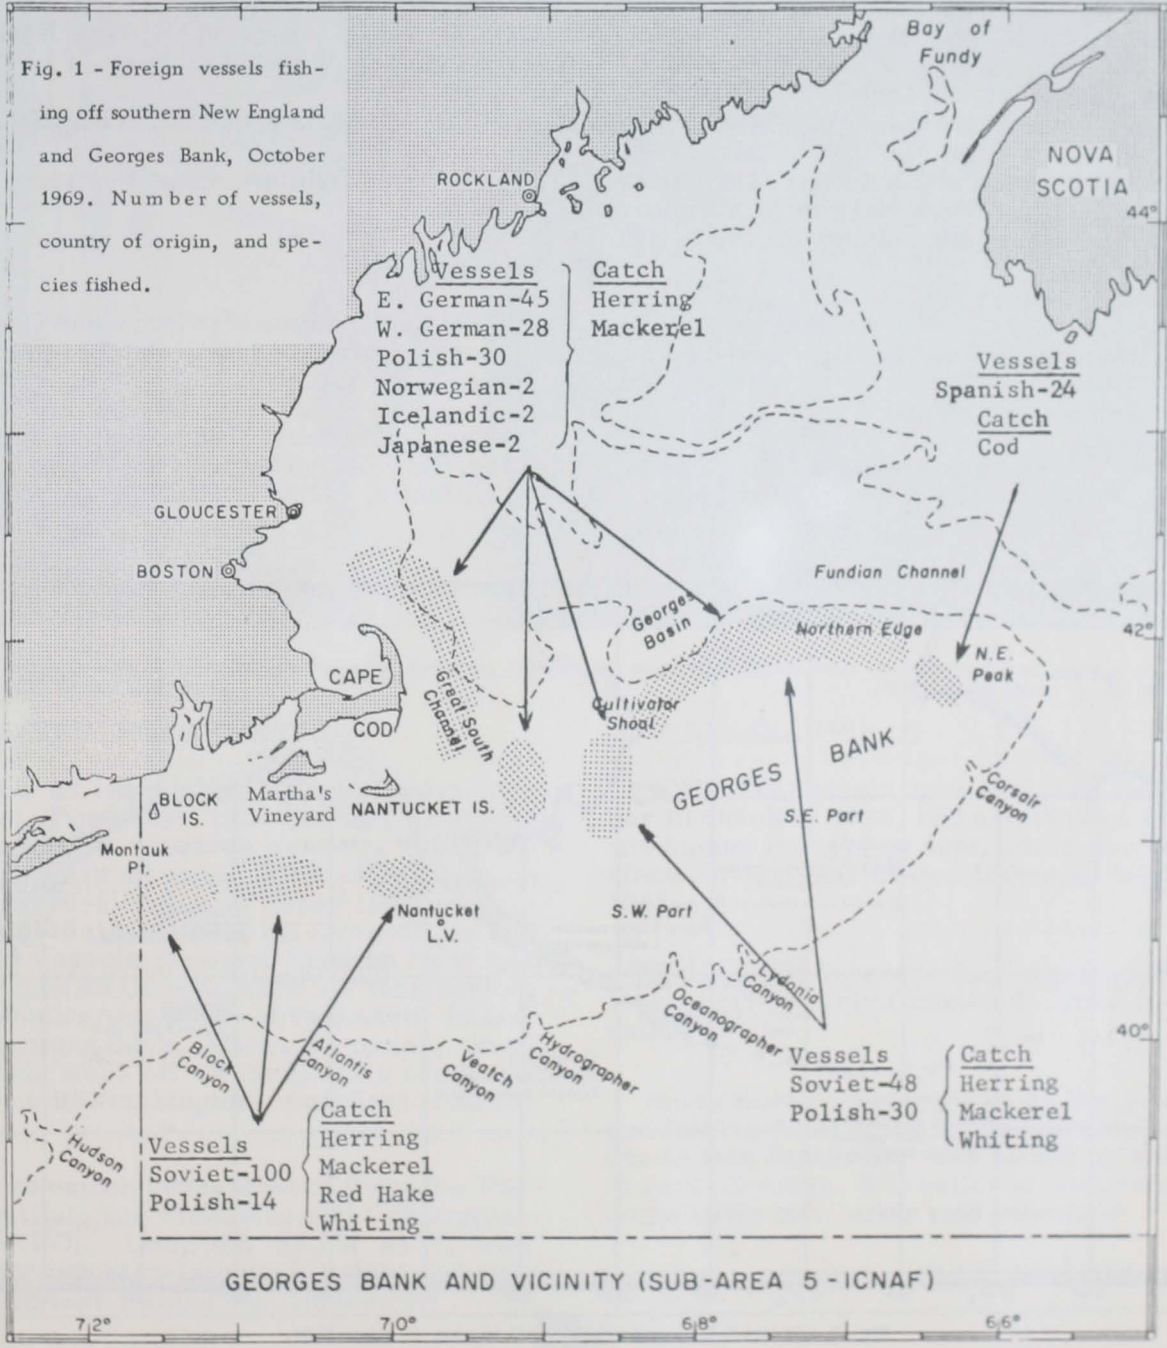 Fig. 1 - Foreign vessels fish-
ing off southern New England
and Georges Bank, October
1969. Number of vessels,
country of origin, and spe-
cies fished.
Bay of
Fundy
NOVA
SCOTIA
44°
ROCKLAND
Vessels
E. German-45
W. German-28
Polish-30
Norwegian-2
Icelandic-2
Japanese-2
Catch
Herring
Mackerel
Vessels
Spanish-24
Catch
Cod
GLOUCESTER
BOSTON
Fundian Channel
Georges
Basin
Northern Edge
42°
N.E.
Peak
CAPE
COD
Great South
Channel
Cultivator
Shoal
GEORGES BANK
Corsair
Canyon
BLOCK
IS.
Martha's
Vineyard
NANTUCKET IS.
S.E. Part
Montauk
Pt.
Nantucket
L.V.
S.W. Part
Lydonia
Canyon
Oceanographer
Canyon
Hydrographer
Canyon
Veatch
Canyon
Atlantis
Canyon
Block
Canyon
Hudson
Canyon
40°
Vessels
Soviet-48
Polish-30
Catch
Herring
Mackerel
Whiting
Vessels
Soviet-100
Polish-14
Catch
Herring
Mackerel
Red Hake
Whiting
GEORGES BANK AND VICINITY (SUB-AREA 5 - ICNAF)
72°
70°
68°
66°